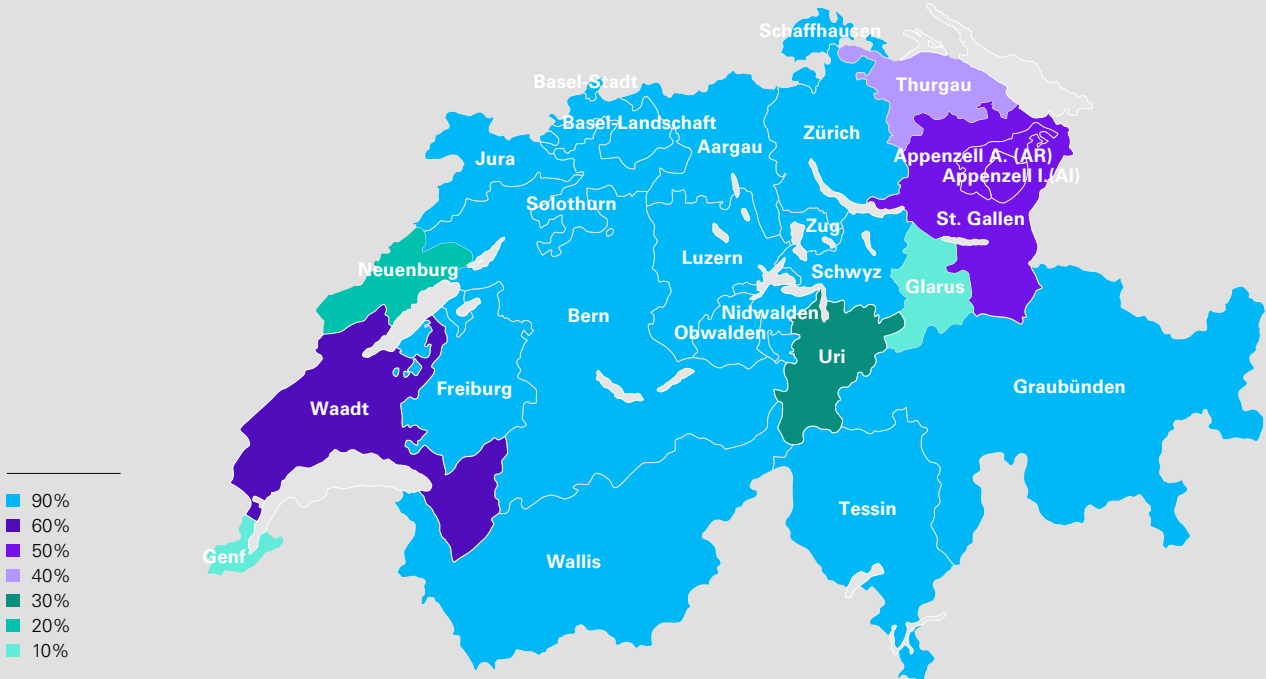 Schaffhausen
Basel-Stadt
Thurgau
Basel-Landschaft
Zürich
Aargau
Jura
Appenzell A. (AR)
Appenzell I.(AI)
Solothurn
St. Gallen
Zug
Luzern
Neuenburg
Schwyz
Glarus
Bern
Nidwalden
Obwalden
Uri
Freiburg
Graubünden
Waadt
Tessin
Genf
Wallis
90%
60%
50%
40%
30%
20%
10%